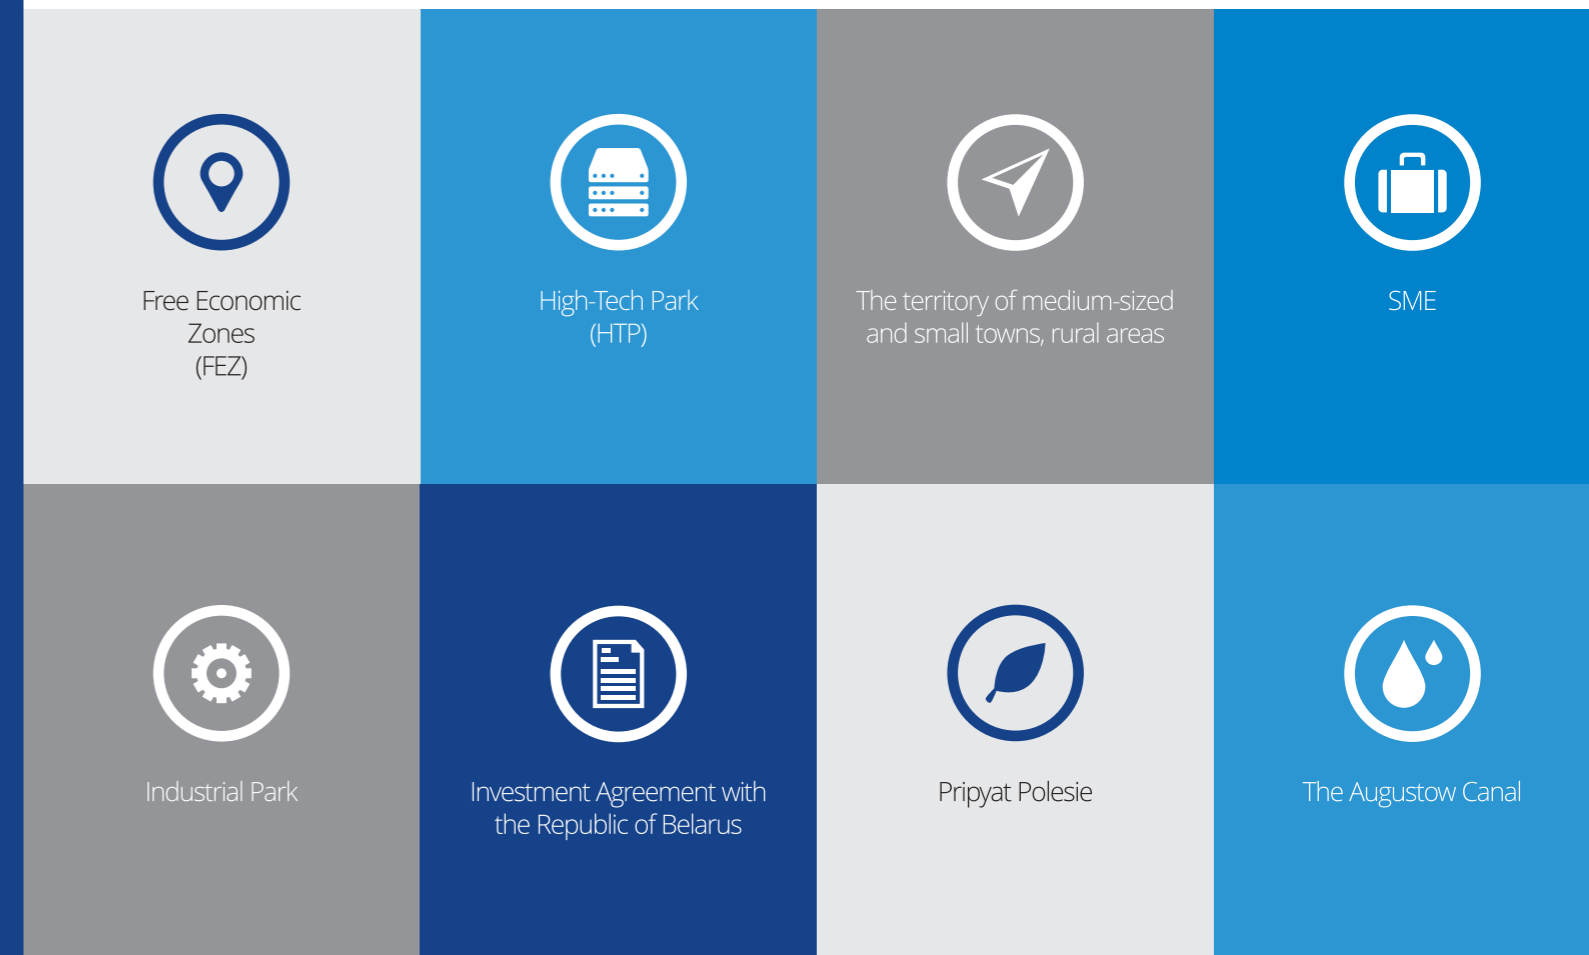 Free Economic
Zones
(FEZ)
High-Tech Park
(HTP)
The territory of medium-sized
and small towns, rural areas
SME
Industrial Park
Investment Agreement with
the Republic of Belarus
Pripyat Polesie
The Augustow Canal